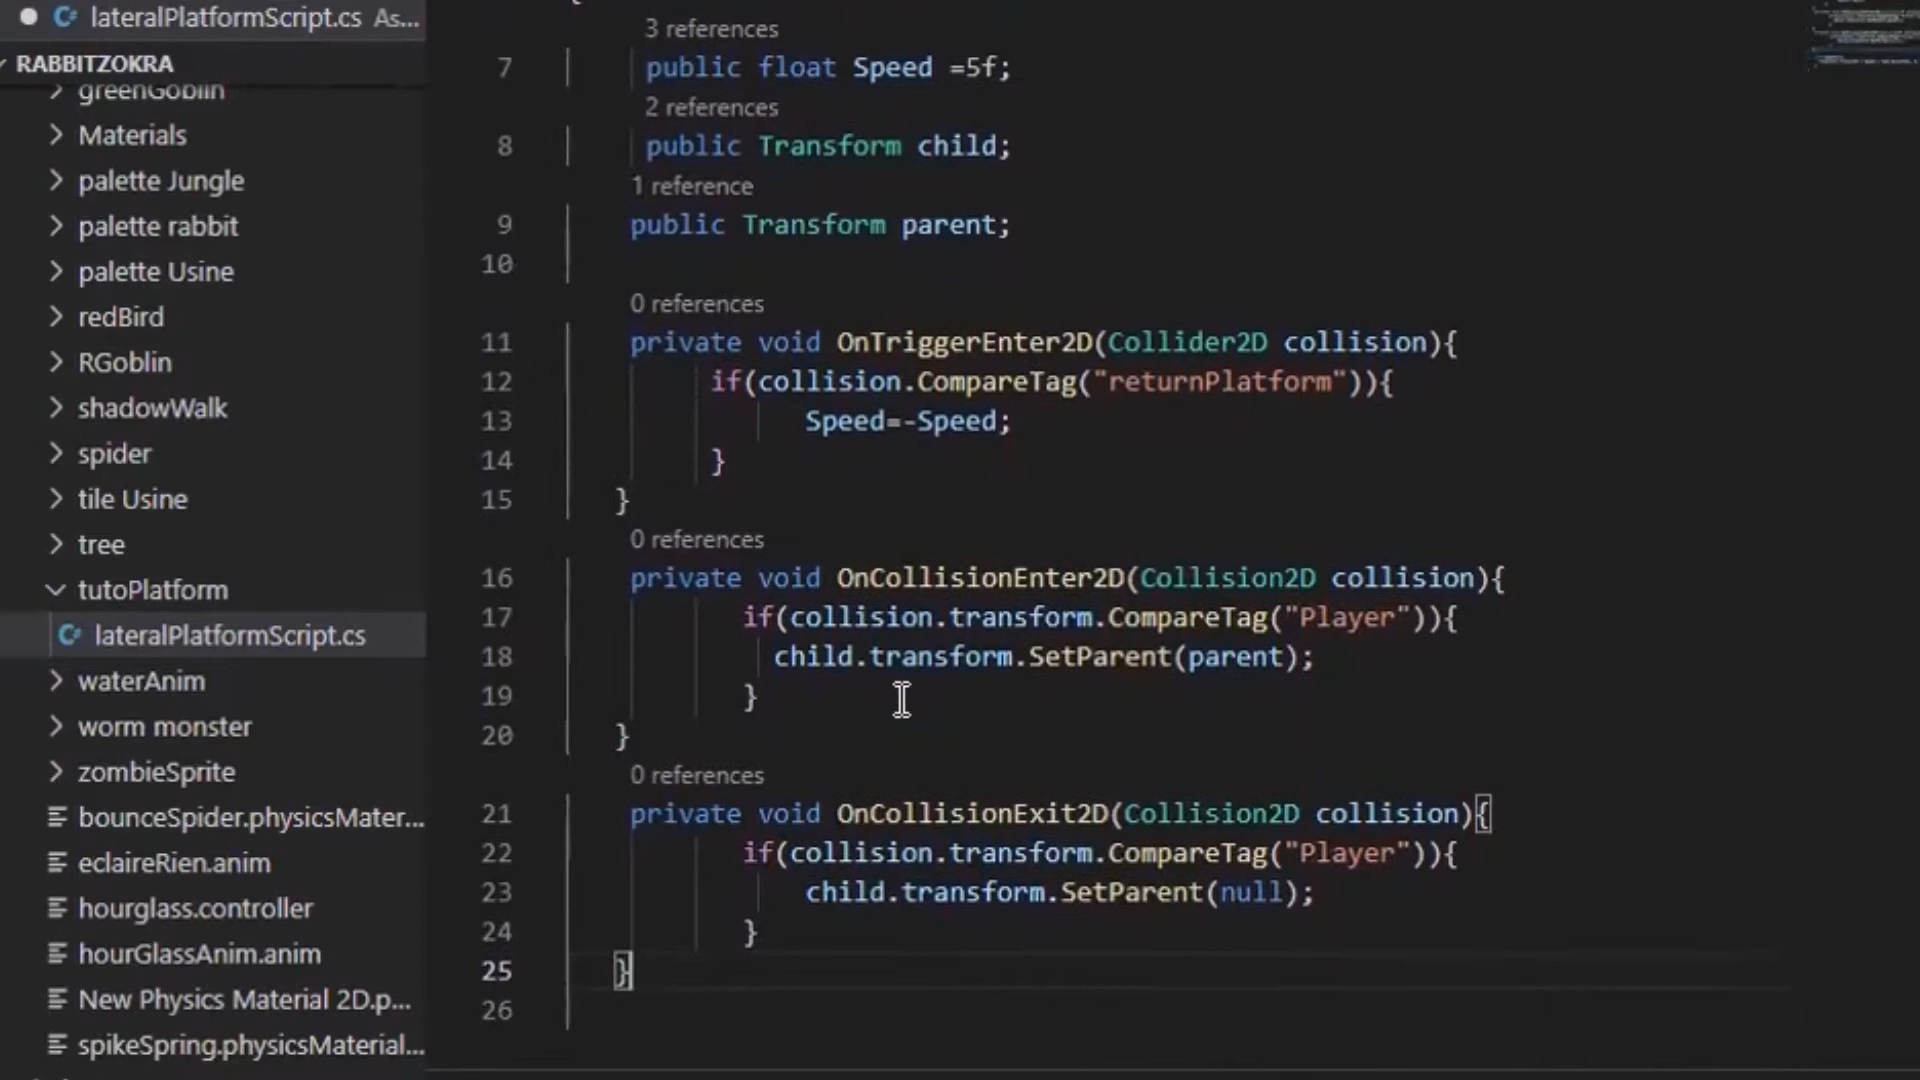 lateralPlatformScript.cs As...
RABBITZOKRA
greenGoblin
Materials
palette Jungle
palette rabbit
palette Usine
redBird
RGoblin
shadowWalk
spider
tile Usine
tree
tutoPlatform
lateralPlatformScript.cs
waterAnim
worm monster
zombieSprite
bounceSpider.physicsMater...
eclaireRien.anim
hourglass.controller
hourGlassAnim.anim
New Physics Material 2D.p...
spikeSpring.physicsMaterial...
3 references
7 public float Speed =5f;
2 references
8 public Transform child;
1 reference
9 public Transform parent;
10
0 references
11 private void OnTriggerEnter2D(Collider2D collision){
12 if(collision.CompareTag("returnPlatform")){
13 Speed=-Speed;
14 }
15 }
0 references
16 private void OnCollisionEnter2D(Collision2D collision){
17 if(collision.transform.CompareTag("Player")){
18 child.transform.SetParent(parent);
19 }
20 }
0 references
21 private void OnCollisionExit2D(Collision2D collision){
22 if(collision.transform.CompareTag("Player")){
23 child.transform.SetParent(null);
24 }
25 }
26